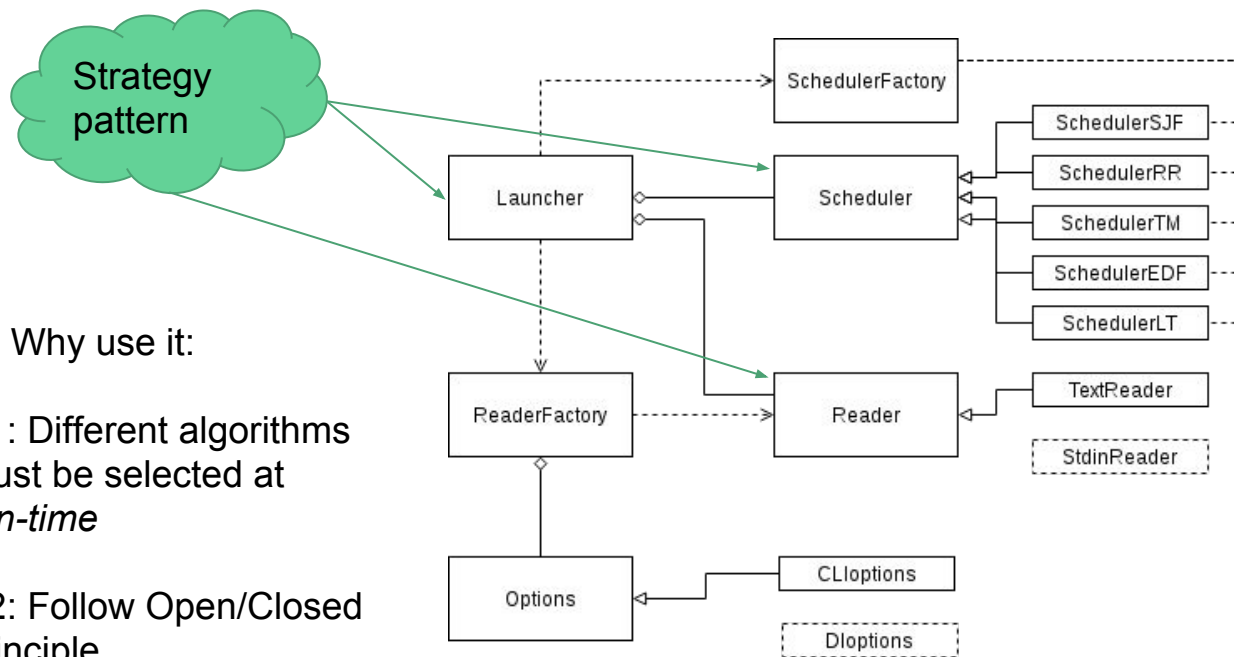 Strategy
pattern
SchedulerFactory
SchedulerSJF
SchedulerRR
SchedulerTM
SchedulerEDF
SchedulerLT
Launcher
Scheduler
Why use it:
: Different algorithms
ust be selected at
n-time
2: Follow Open/Closed
inciple
ReaderFactory
Reader
TextReader
StdinReader
Options
CLIoptions
DIoptions